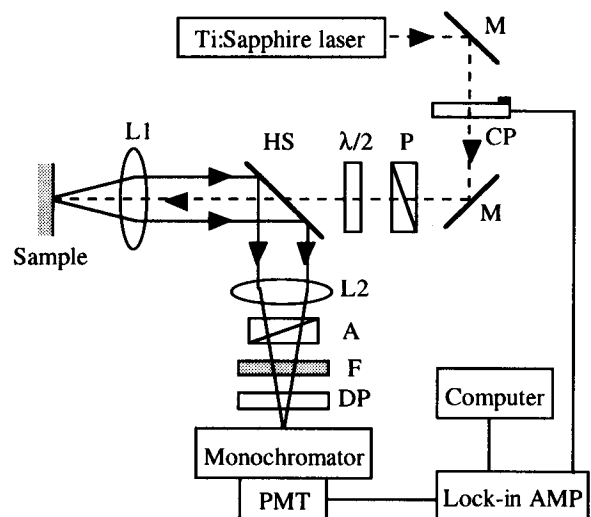 Ti:Sapphire laser
M
CP
L1
HS
λ/2
P
M
Sample
L2
A
F
DP
Computer
Monochromator
PMT
Lock-in AMP